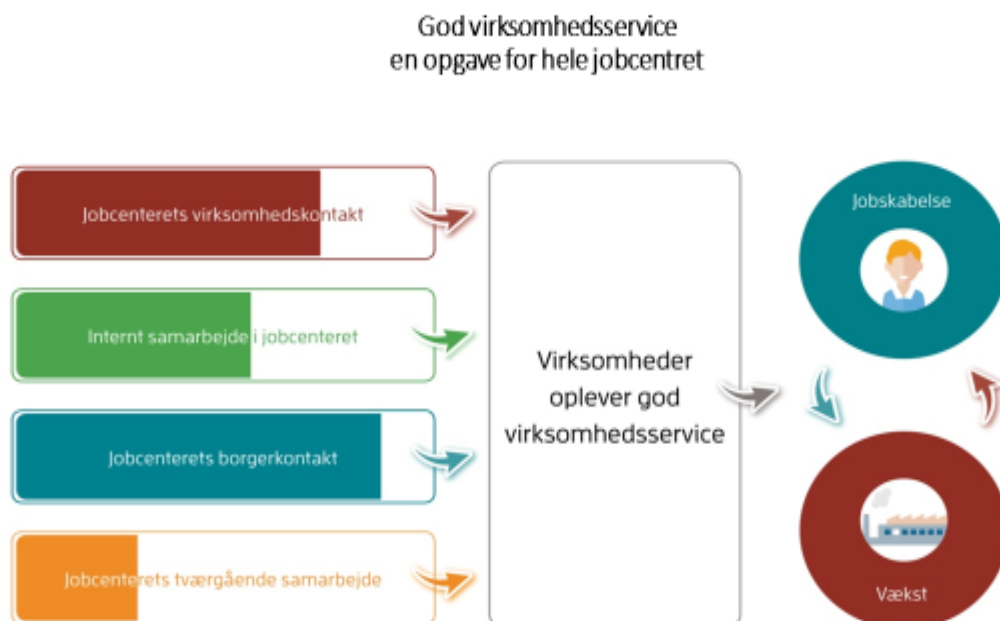 God virksomhedsservice
en opgave for hele jobcentret
Jobcenterets virksomhedskontakt
Internt samarbejde i jobcenteret
Jobcenterets borgerkontakt
Jobcenterets tværgående samarbejde
Virksomheder
oplever god
virksomhedsservice
Jobskabelse
Vækst